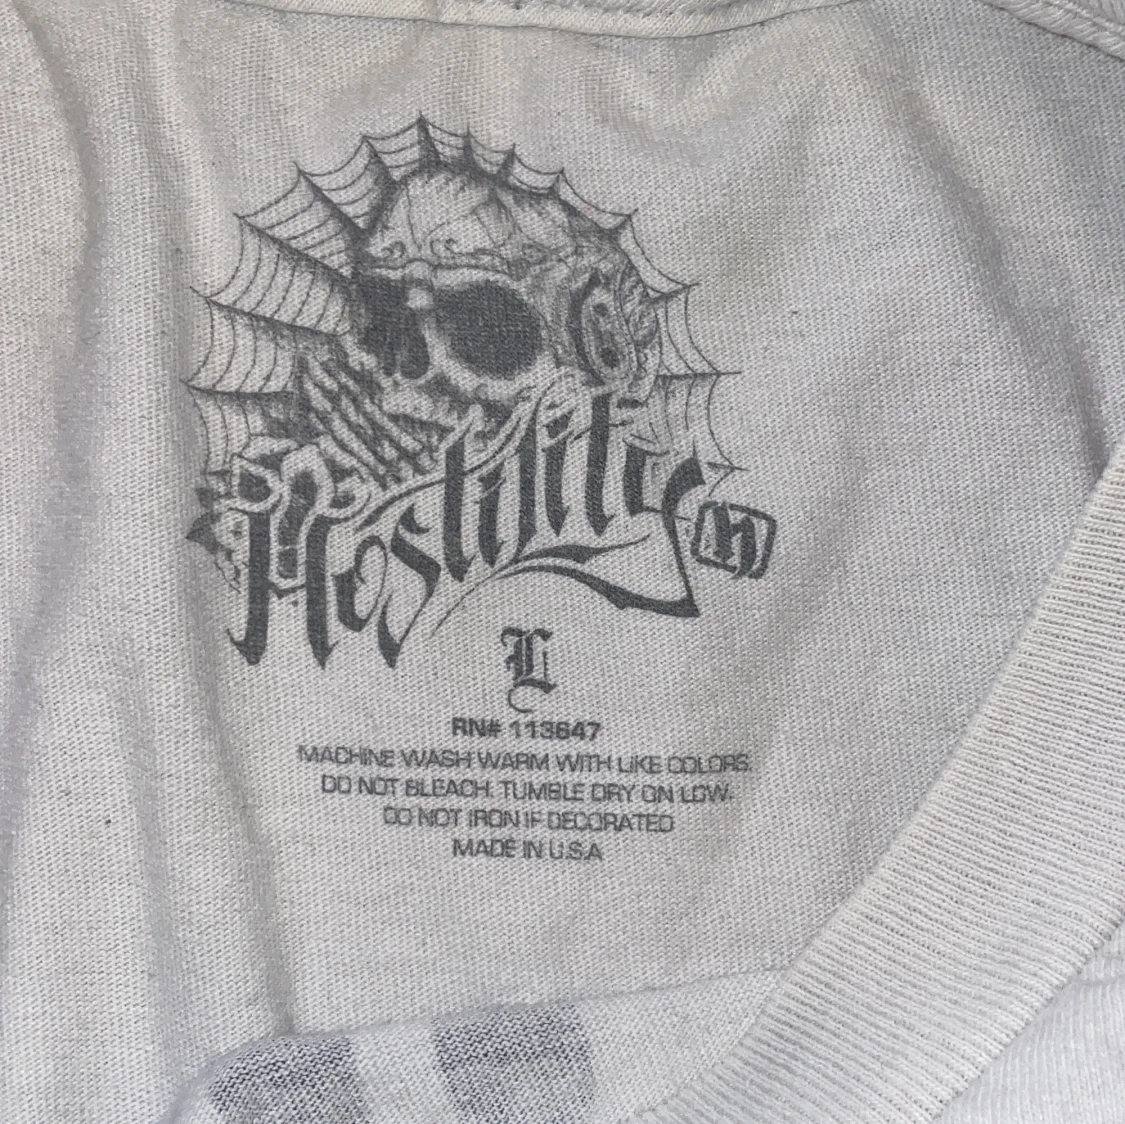 Hostility
H
L
RN# 113647
MACHINE WASH WARM WITH LIKE COLORS.
DO NOT BLEACH. TUMBLE DRY ON LOW.
DO NOT IRON IF DECORATED
MADE IN U.S.A